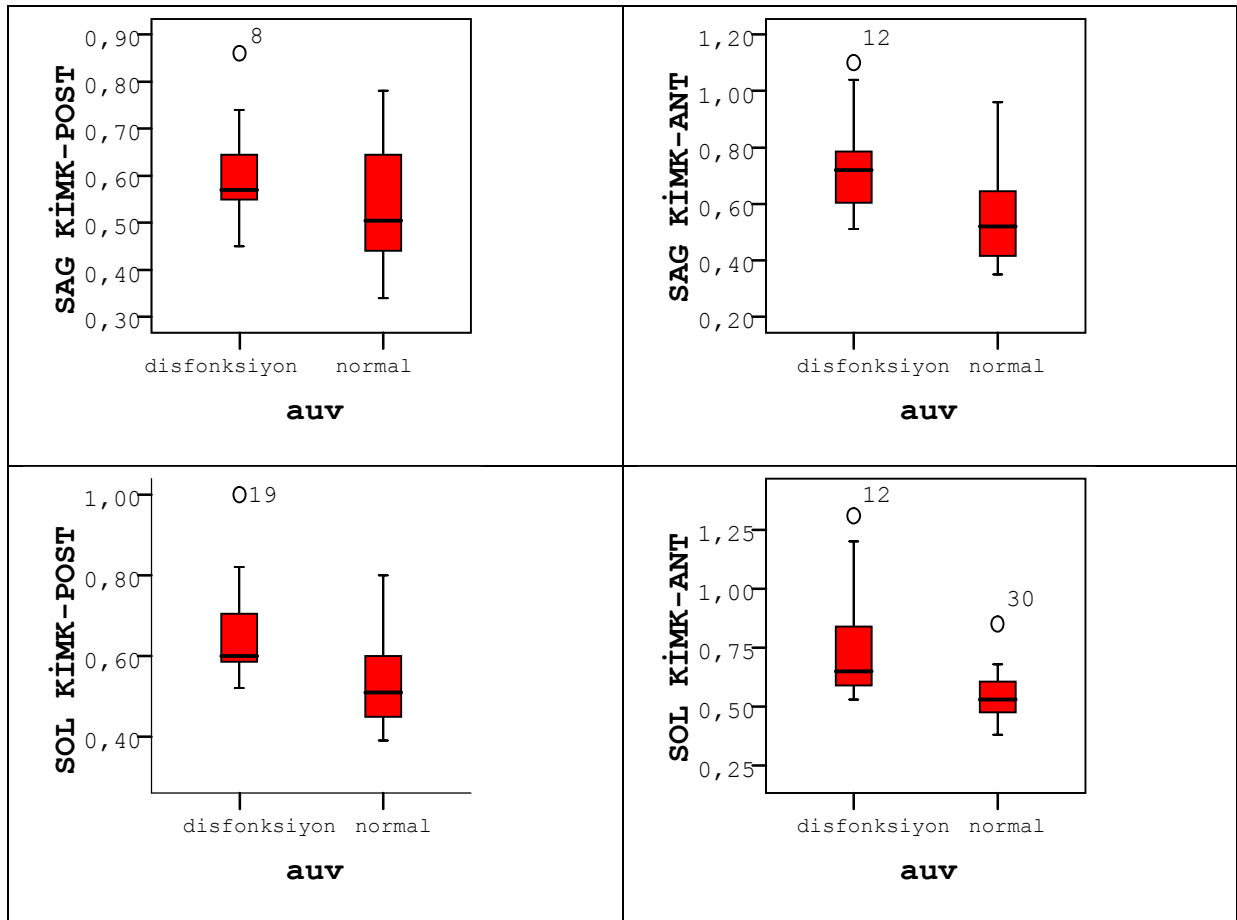 SAG KİMK-POST
0,90
0,80
0,70
0,60
0,50
0,40
0,30
8
disfonksiyon normal
auv
SAG KİMK-ANT
1,20
1,00
0,80
0,60
0,40
0,20
12
disfonksiyon normal
auv
SOL KİMK-POST
1,00
0,80
0,60
0,40
19
disfonksiyon normal
auv
SOL KİMK-ANT
1,25
1,00
0,75
0,50
0,25
12
30
disfonksiyon normal
auv